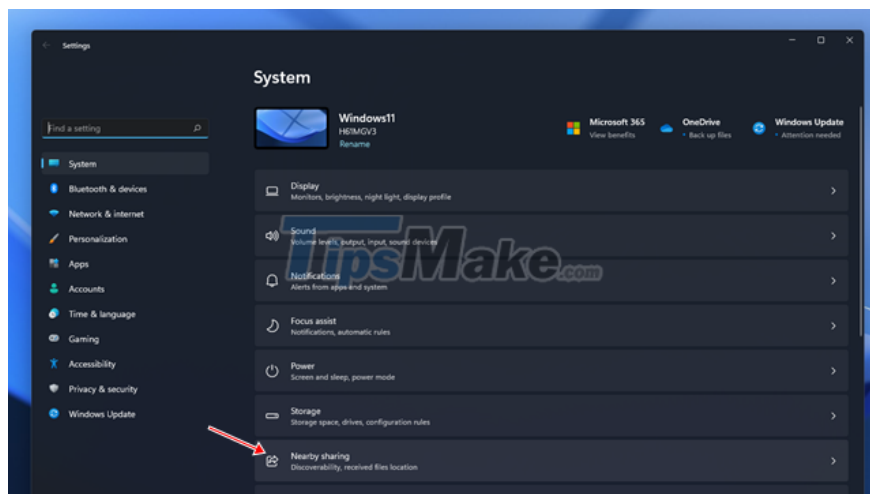 Settings
System
Windows11
H61MGV3
Rename
Microsoft 365
View benefits
OneDrive
• Back up files
Windows Update
• Attention needed
Find a setting
System
Bluetooth & devices
Network & internet
Personalization
Apps
Accounts
Time & language
Gaming
Accessibility
Privacy & security
Windows Update
Display
Monitors, brightness, night light, display profile
Sound
Volume levels, output, input, sound devices
Notifications
Alerts from apps and system
Focus assist
Notifications, automatic rules
Power
Screen and sleep, power mode
Storage
Storage space, drives, configuration rules
Nearby sharing
Discoverability, received files location
TipsMake.com